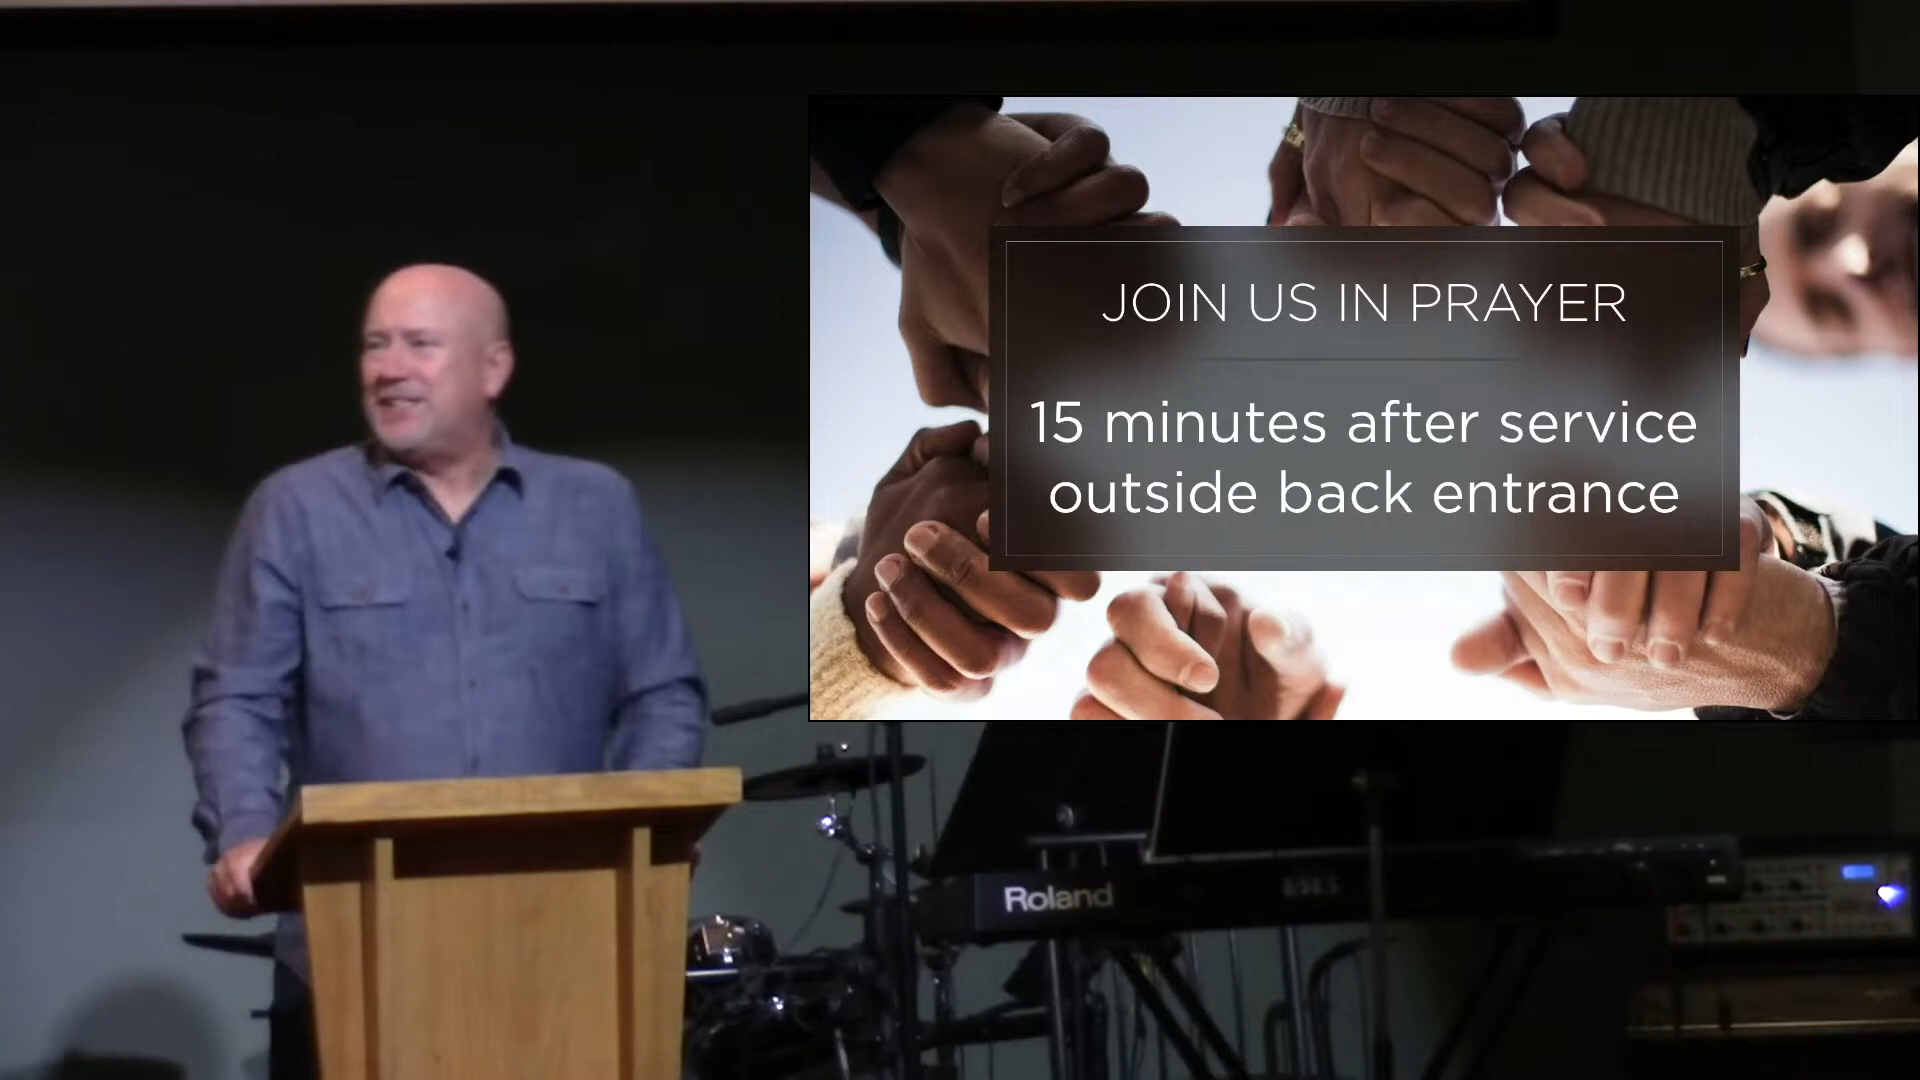 JOIN US IN PRAYER
15 minutes after service
outside back entrance
Roland